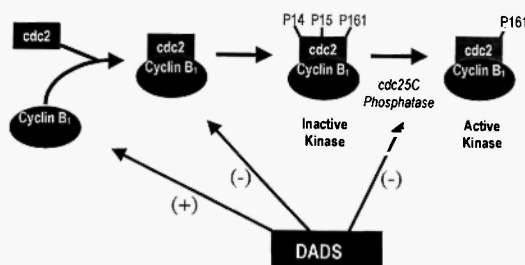 P14 P15 P161
P161
cdc2
cdc2
cdc2
cdc2
Cyclin B₁
Cyclin B₁
Cyclin B₁
Cyclin B₁
cdc25C
Phosphatase
Inactive
Kinase
Active
Kinase
(+)
(-)
(-)
DADS